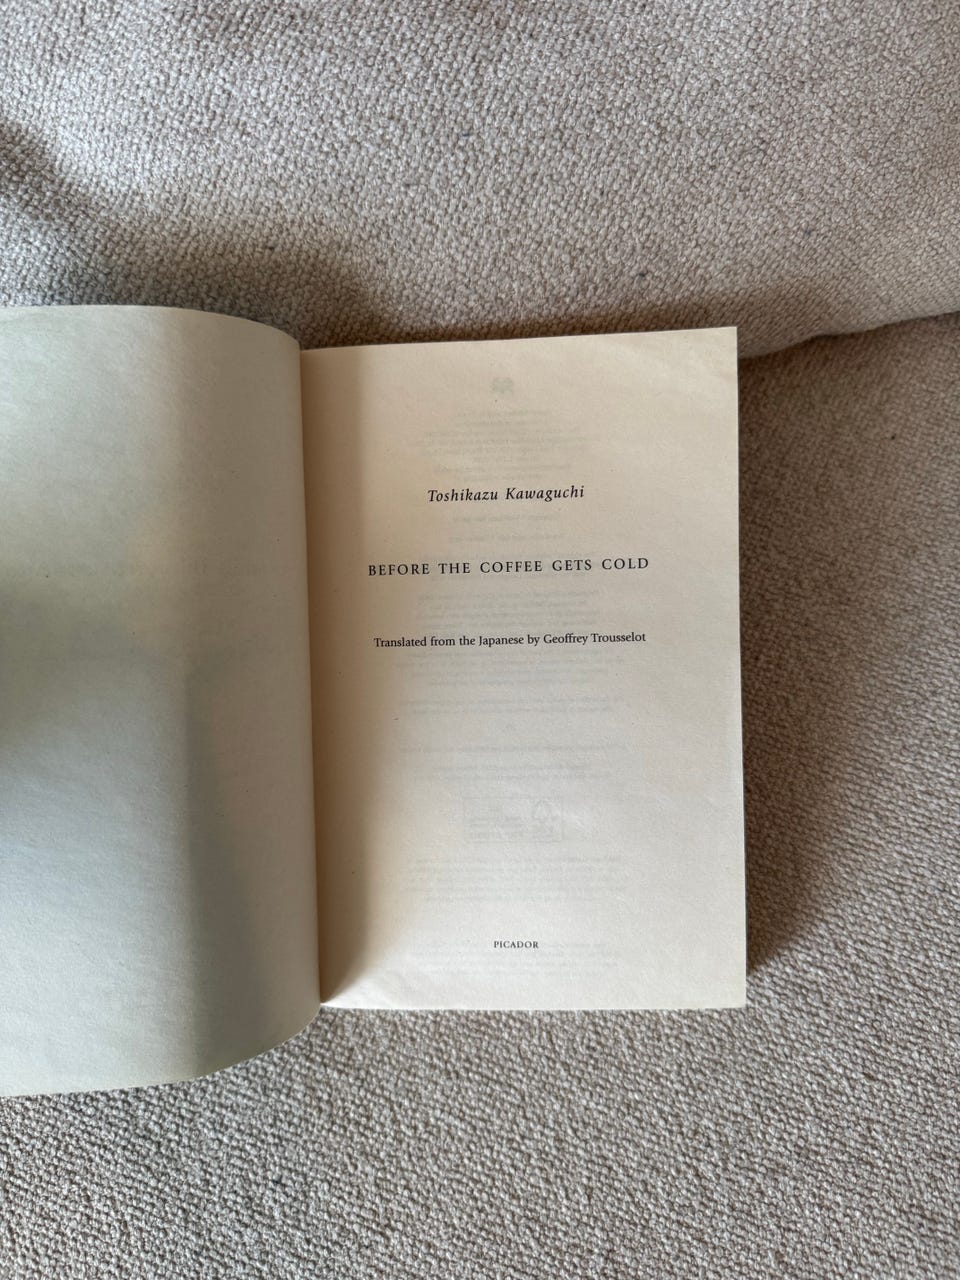 Toshikazu Kawaguchi
BEFORE THE COFFEE GETS COLD
Translated from the Japanese by Geoffrey Trousselot
PICADOR